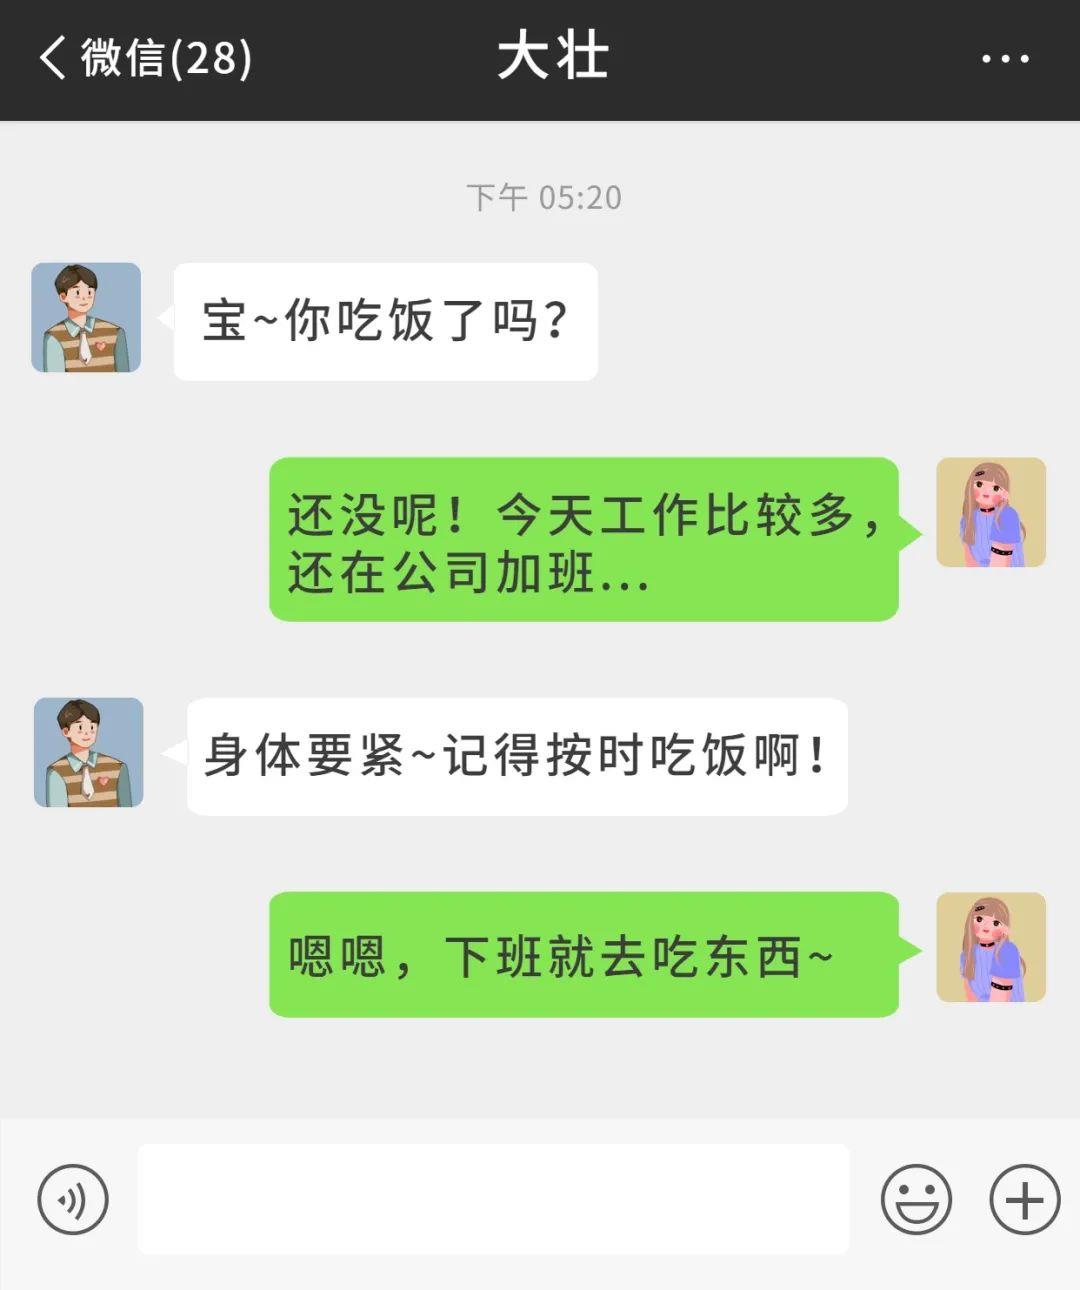 微信(28)
大壮
...
下午 05:20
宝~你吃饭了吗？
还没呢！今天工作比较多，
还在公司加班...
身体要紧~记得按时吃饭啊！
嗯嗯，下班就去吃东西~